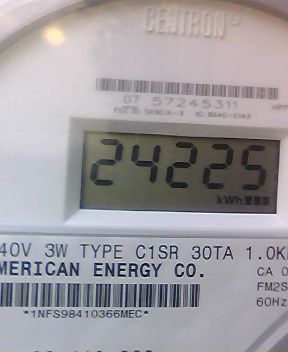 CENTRON
07 57245311
24225
kWh
40V 3W TYPE C1SR 30TA 1.0K
MERICAN ENERGY CO.
CA 0
FM2S
60Hz
*1NFS98410366MEC*